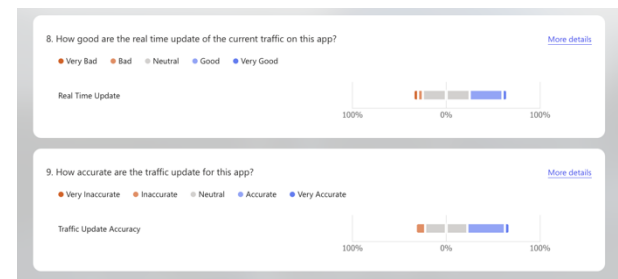 8. How good are the real time update of the current traffic on this app?
More details
Very Bad Bad Neutral Good Very Good
Real Time Update
100% 0% 100%
9. How accurate are the traffic update for this app?
More details
Very Inaccurate Inaccurate Neutral Accurate Very Accurate
Traffic Update Accuracy
100% 0% 100%